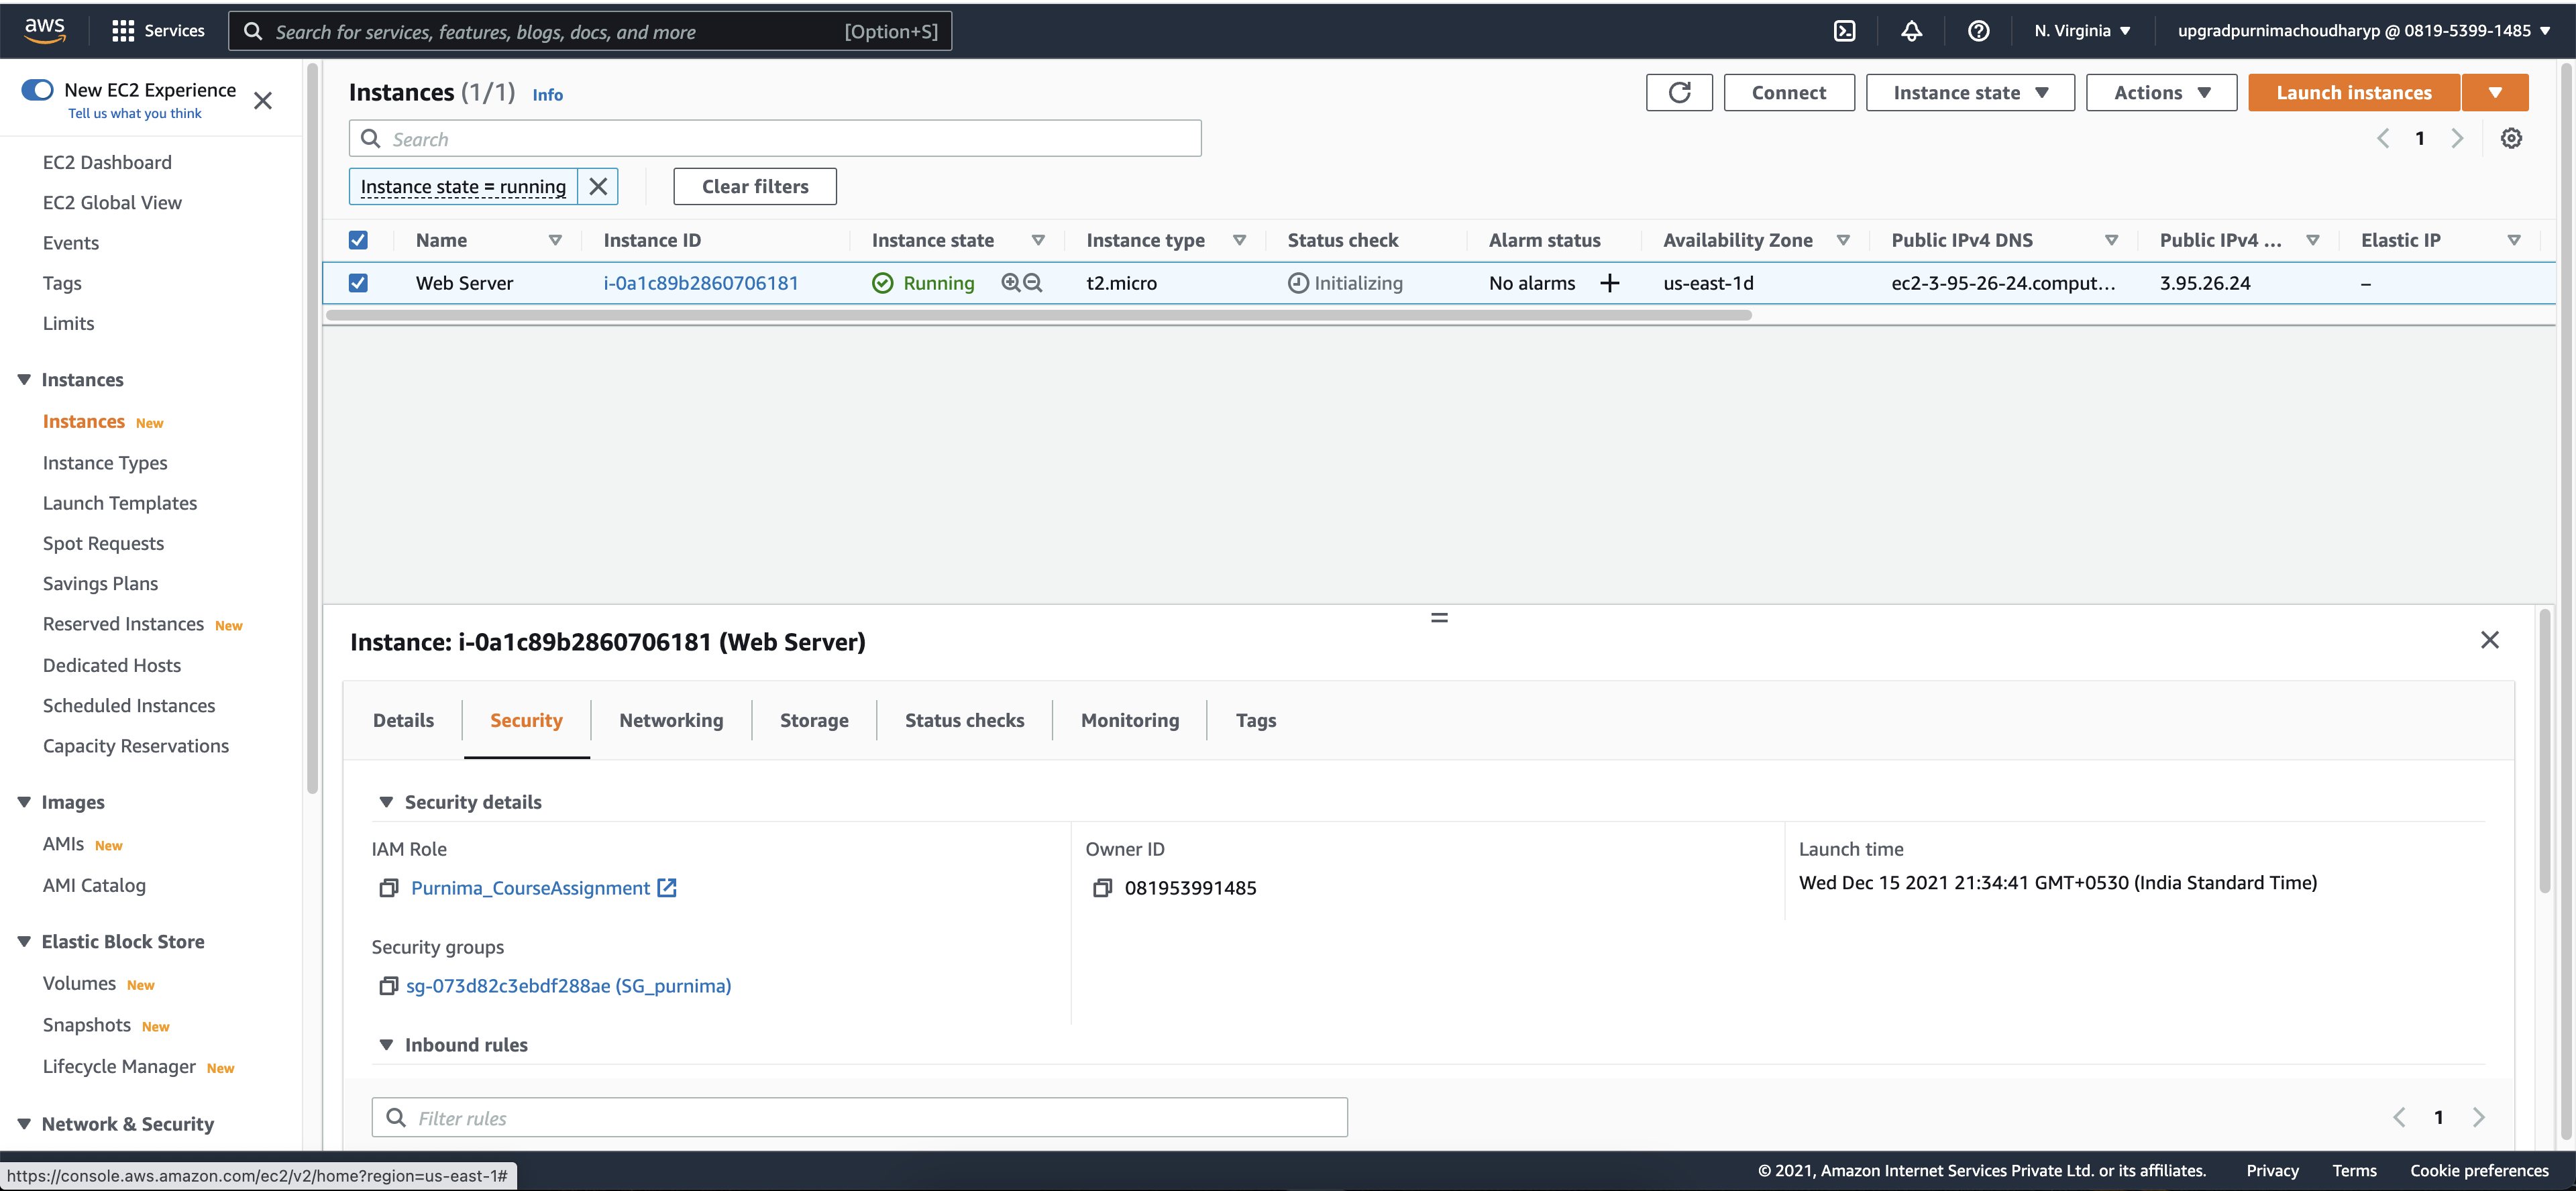 aws
Services
Search for services, features, blogs, docs, and more
[Option+S]
N. Virginia
upgradpurnimachoudharyp @ 0819-5399-1485
New EC2 Experience
Tell us what you think
EC2 Dashboard
EC2 Global View
Events
Tags
Limits
Instances
Instances New
Instance Types
Launch Templates
Spot Requests
Savings Plans
Reserved Instances New
Dedicated Hosts
Scheduled Instances
Capacity Reservations
Images
AMIs New
AMI Catalog
Elastic Block Store
Volumes New
Snapshots New
Lifecycle Manager New
Network & Security
Instances (1/1) Info
Connect
Instance state
Actions
Launch instances
Search
1
Instance state = running
Clear filters
Name Instance ID Instance state Instance type Status check Alarm status Availability Zone Public IPv4 DNS Public IPv4 ... Elastic IP
Web Server i-0a1c89b2860706181 Running t2.micro Initializing No alarms + us-east-1d ec2-3-95-26-24.comput... 3.95.26.24 –
Instance: i-0a1c89b2860706181 (Web Server)
Details Security Networking Storage Status checks Monitoring Tags
Security details
IAM Role
Purnima_CourseAssignment
Owner ID
081953991485
Launch time
Wed Dec 15 2021 21:34:41 GMT+0530 (India Standard Time)
Security groups
sg-073d82c3ebdf288ae (SG_purnima)
Inbound rules
Filter rules
1
https://console.aws.amazon.com/ec2/v2/home?region=us-east-1#
© 2021, Amazon Internet Services Private Ltd. or its affiliates. Privacy Terms Cookie preferences